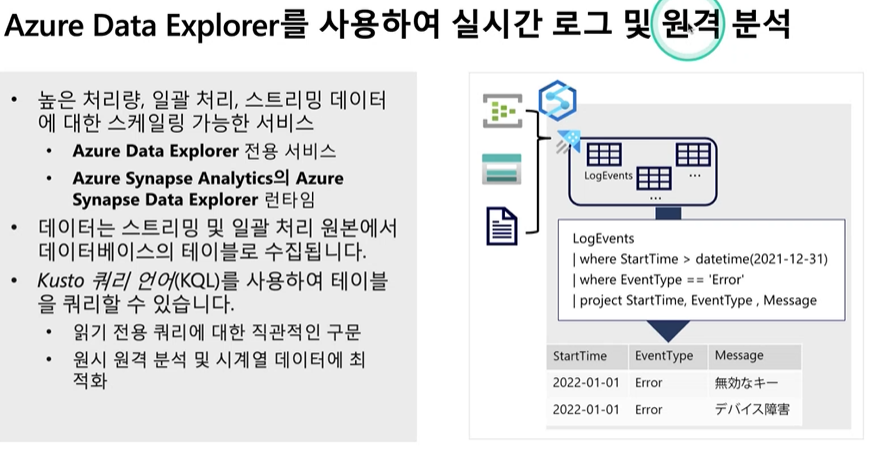 Azure Data Explorer를 사용하여 실시간 로그 및 원격 분석
• 높은 처리량, 일괄 처리, 스트리밍 데이터
에 대한 스케일링 가능한 서비스
• Azure Data Explorer 전용 서비스
• Azure Synapse Analytics의 Azure
Synapse Data Explorer 런타임
• 데이터는 스트리밍 및 일괄 처리 원본에서
데이터베이스의 테이블로 수집됩니다.
• Kusto 쿼리 언어(KQL)를 사용하여 테이블
을 쿼리할 수 있습니다.
• 읽기 전용 쿼리에 대한 직관적인 구문
• 원시 원격 분석 및 시계열 데이터에 최
적화
LogEvents
...
...
LogEvents
| where StartTime > datetime(2021-12-31)
| where EventType == 'Error'
| project StartTime, EventType , Message
StartTime EventType Message
2022-01-01 Error 無効なキー
2022-01-01 Error デバイス障害